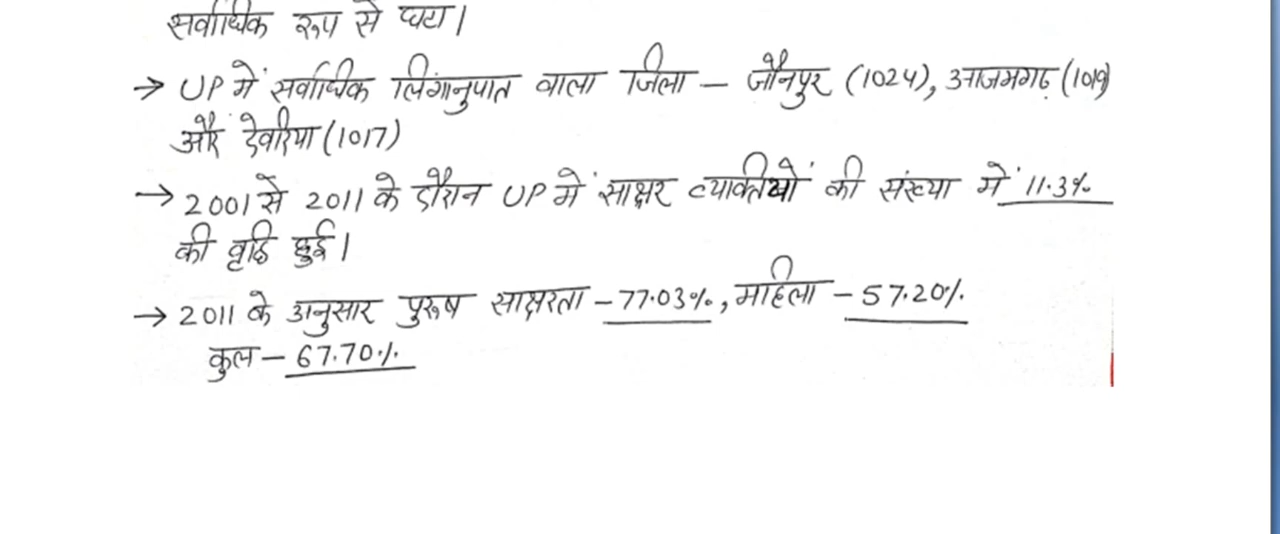 सर्वाधिक रूप से घटा।
→ UP में सर्वाधिक लिंगानुपात वाला जिला – जौनपुर (1024), आजमगढ़ (1019)
और देवरिया (1017)
→ 2001 से 2011 के दौरान UP में साक्षर व्यक्तियों की संख्या में 11.3%
की वृद्धि हुई।
→ 2011 के अनुसार पुरूष साक्षरता – 77.03%, महिला – 57.20%.
कुल – 67.70%.